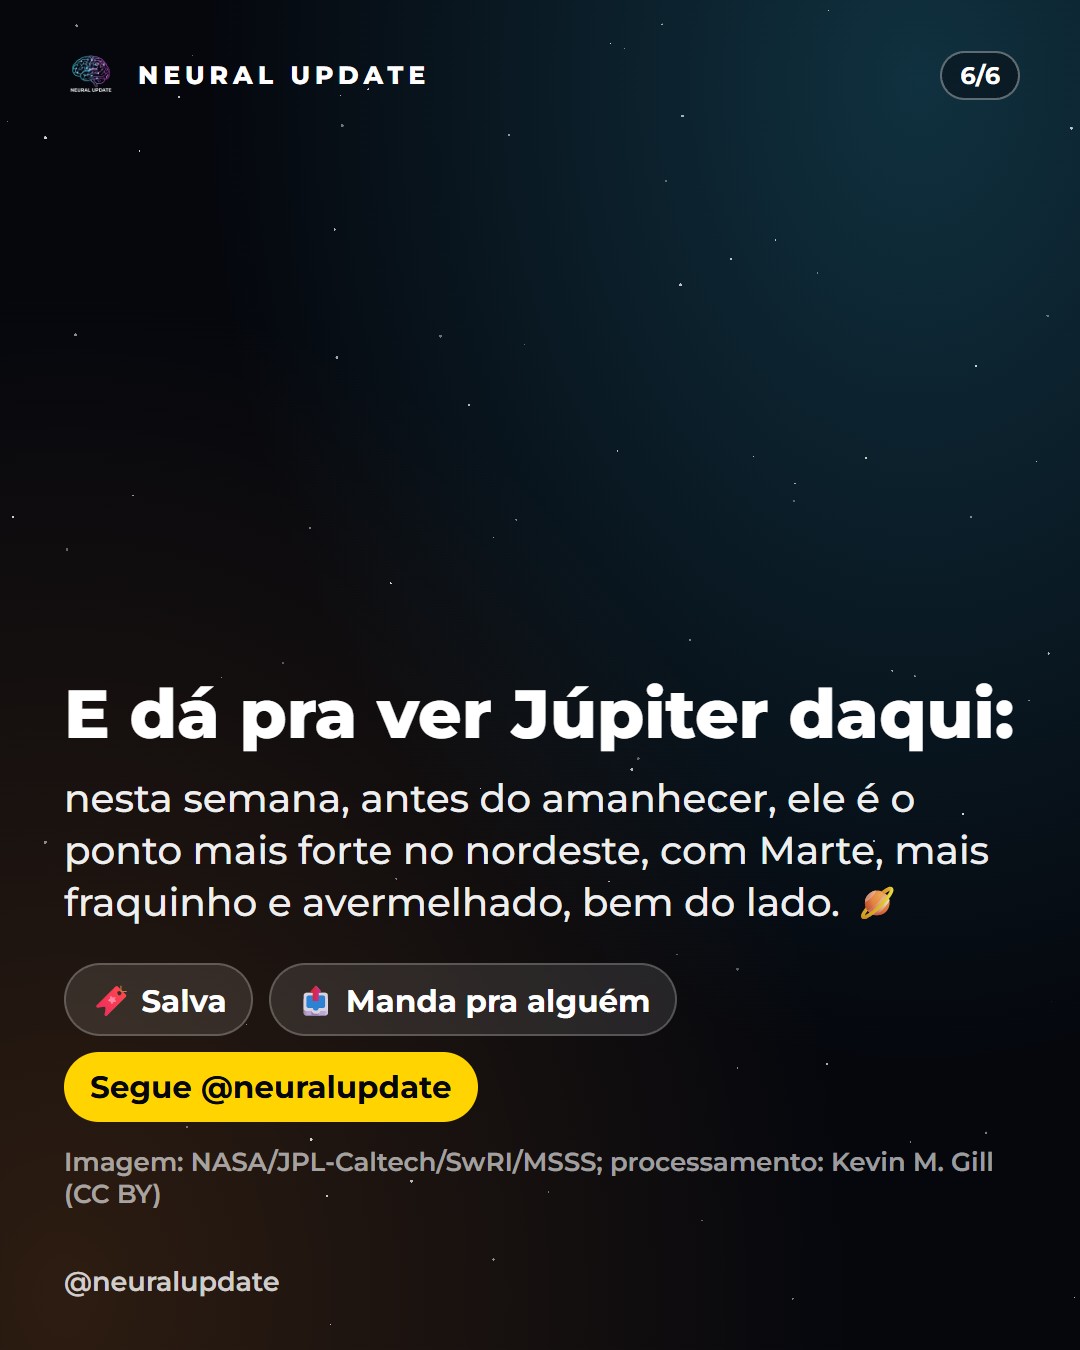 NEURAL UPDATE
NEURAL UPDATE
6/6
E dá pra ver Júpiter daqui:
nesta semana, antes do amanhecer, ele é o
ponto mais forte no nordeste, com Marte, mais
fraquinho e avermelhado, bem do lado. 🪐
🔖 Salva
📤 Manda pra alguém
Segue @neuralupdate
Imagem: NASA/JPL-Caltech/SwRI/MSSS; processamento: Kevin M. Gill
(CC BY)
@neuralupdate